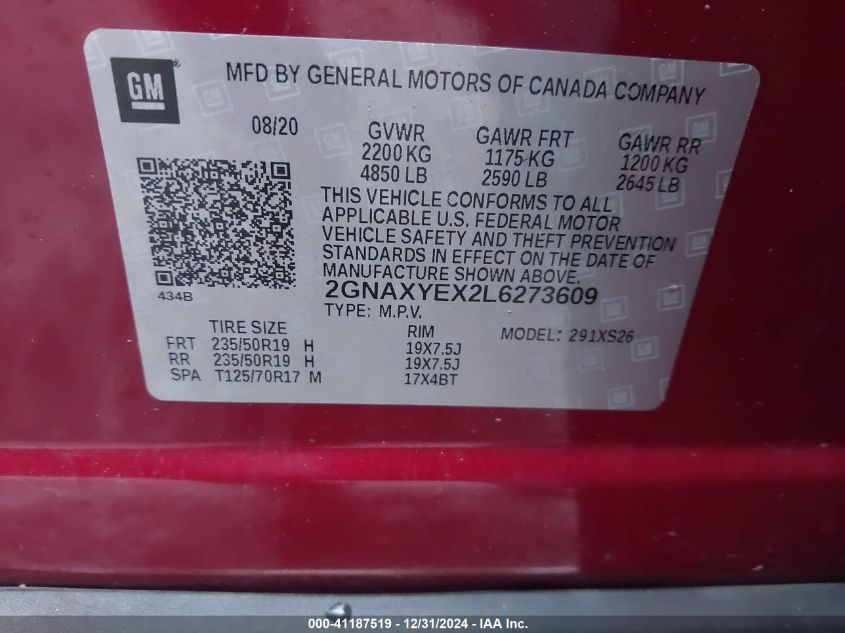 GM
MFD BY GENERAL MOTORS OF CANADA COMPANY
08/20 GVWR GAWR FRT GAWR RR
2200 KG 1175 KG 1200 KG
4850 LB 2590 LB 2645 LB
THIS VEHICLE CONFORMS TO ALL
APPLICABLE U.S. FEDERAL MOTOR
VEHICLE SAFETY AND THEFT PREVENTION
STANDARDS IN EFFECT ON THE DATE OF
MANUFACTURE SHOWN ABOVE.
434B
2GNAXYEX2L6273609
TYPE: M.P.V.
MODEL: 291XS26
TIRE SIZE RIM
FRT 235/50R19 H 19X7.5J
RR 235/50R19 H 19X7.5J
SPA T125/70R17 M 17X4BT
000-41187519 - 12/31/2024 - IAA Inc.